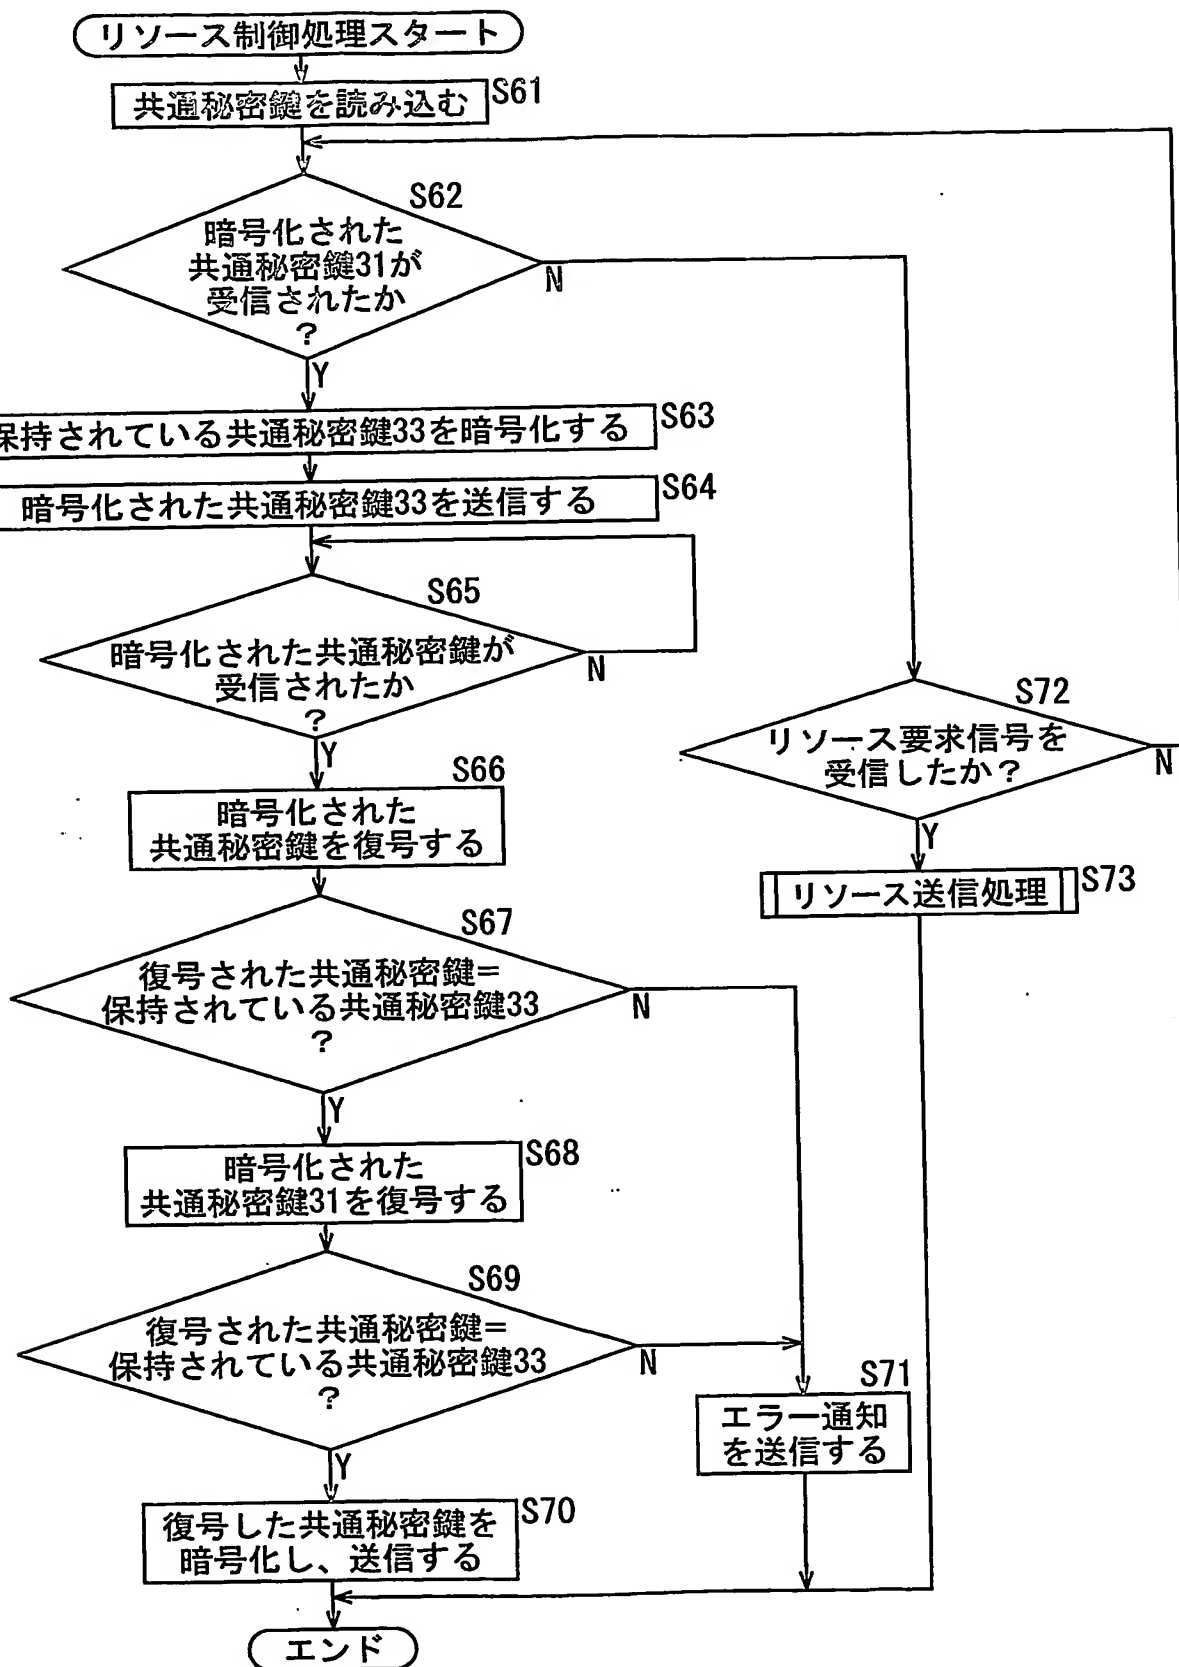 リソース制御処理スタート
共通秘密鍵を読み込む
S61
S62
暗号化された
共通秘密鍵31が
受信されたか
?
N
Y
保持されている共通秘密鍵33を暗号化する
S63
暗号化された共通秘密鍵33を送信する
S64
S65
暗号化された共通秘密鍵が
受信されたか
?
N
Y
S72
リソース要求信号を
受信したか?
N
Y
S66
暗号化された
共通秘密鍵を復号する
リソース送信処理
S73
S67
復号された共通秘密鍵=
保持されている共通秘密鍵33
?
N
Y
暗号化された
共通秘密鍵31を復号する
S68
S69
復号された共通秘密鍵=
保持されている共通秘密鍵33
?
N
Y
S71
エラー通知
を送信する
復号した共通秘密鍵を
暗号化し、送信する
S70
エンド